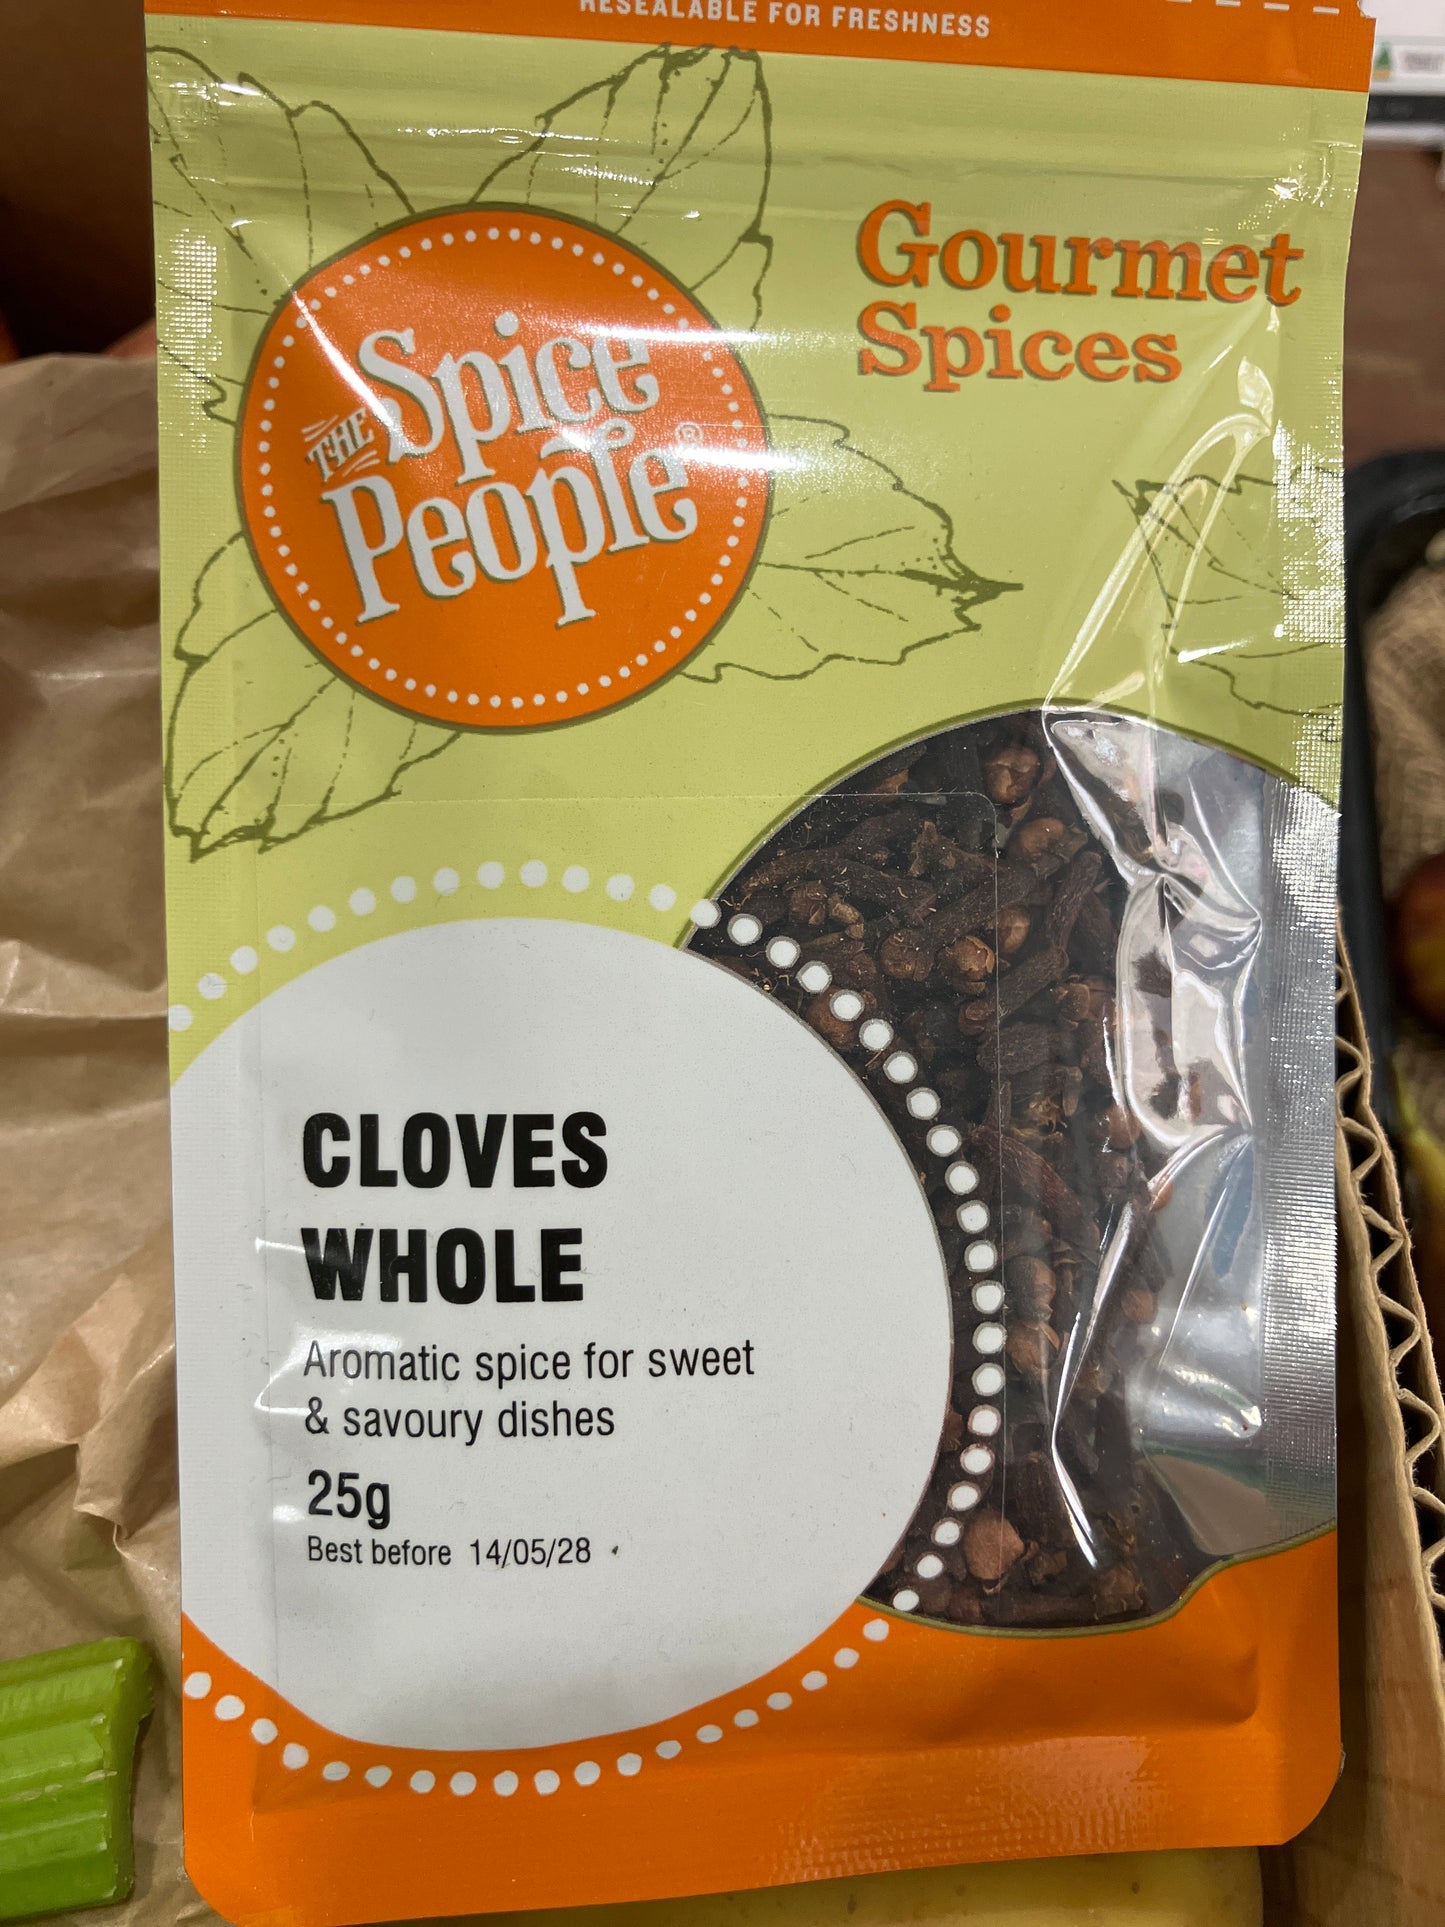 RESEALABLE FOR FRESHNESS
Gourmet
Spices
THE Spice
People®
CLOVES
WHOLE
Aromatic spice for sweet
& savoury dishes
25g
Best before 14/05/28